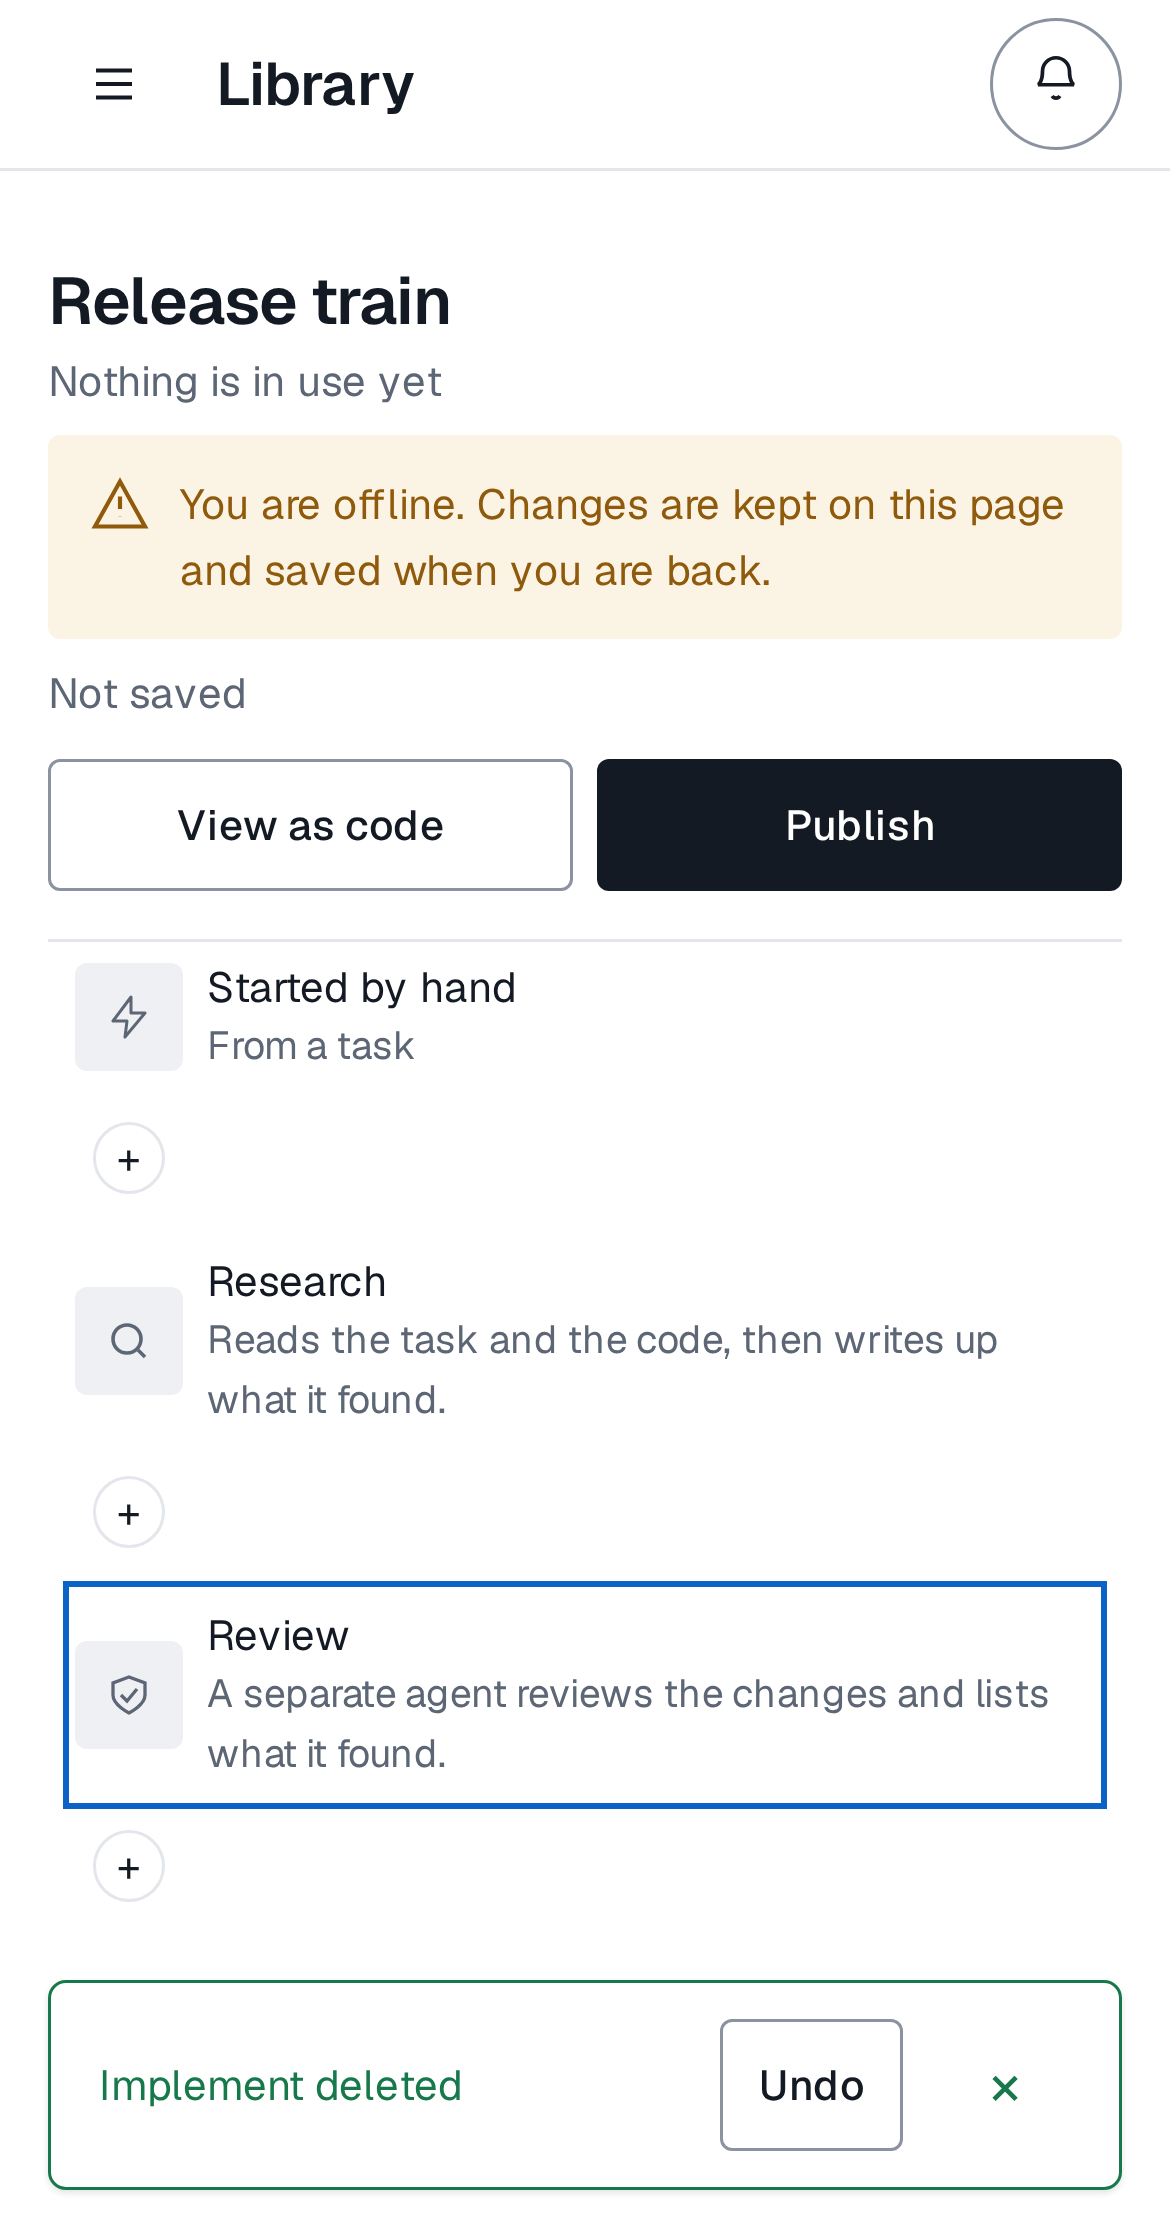 Library
Release train
Nothing is in use yet
You are offline. Changes are kept on this page
and saved when you are back.
Not saved
View as code
Publish
Started by hand
From a task
+
Research
Reads the task and the code, then writes up
what it found.
+
Review
A separate agent reviews the changes and lists
what it found.
+
Implement deleted
Undo
×